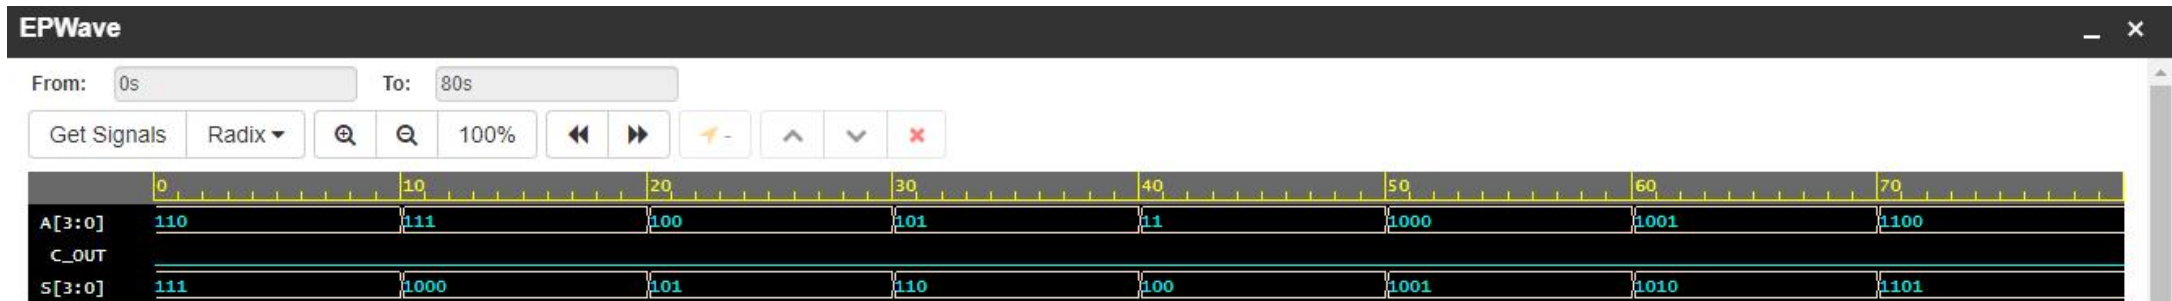 EPWave
From: 0s To: 80s
Get Signals Radix 100% -
0 10 20 30 40 50 60 70
A[3:0] 110 111 100 101 11 1000 1001 1100
C_OUT
S[3:0] 111 1000 101 110 100 1001 1010 1101